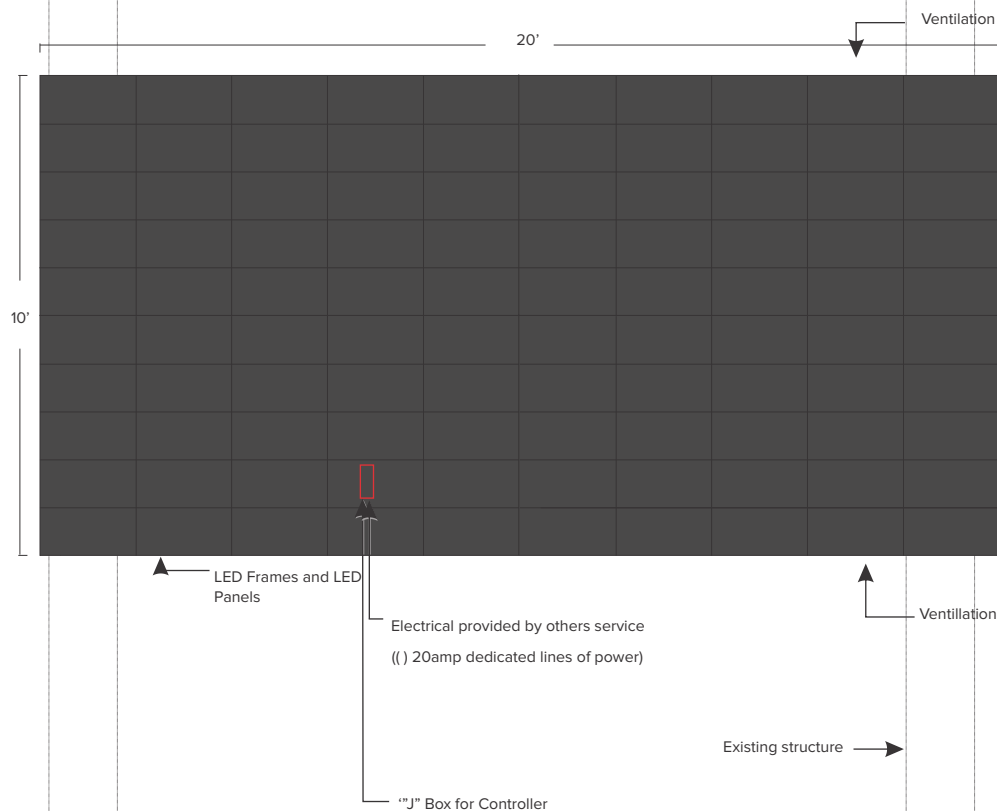 Ventilation
20’
10’
LED Frames and LED
Panels
Electrical provided by others service
(( ) 20amp dedicated lines of power)
Ventillation
Existing structure
‘”J” Box for Controller